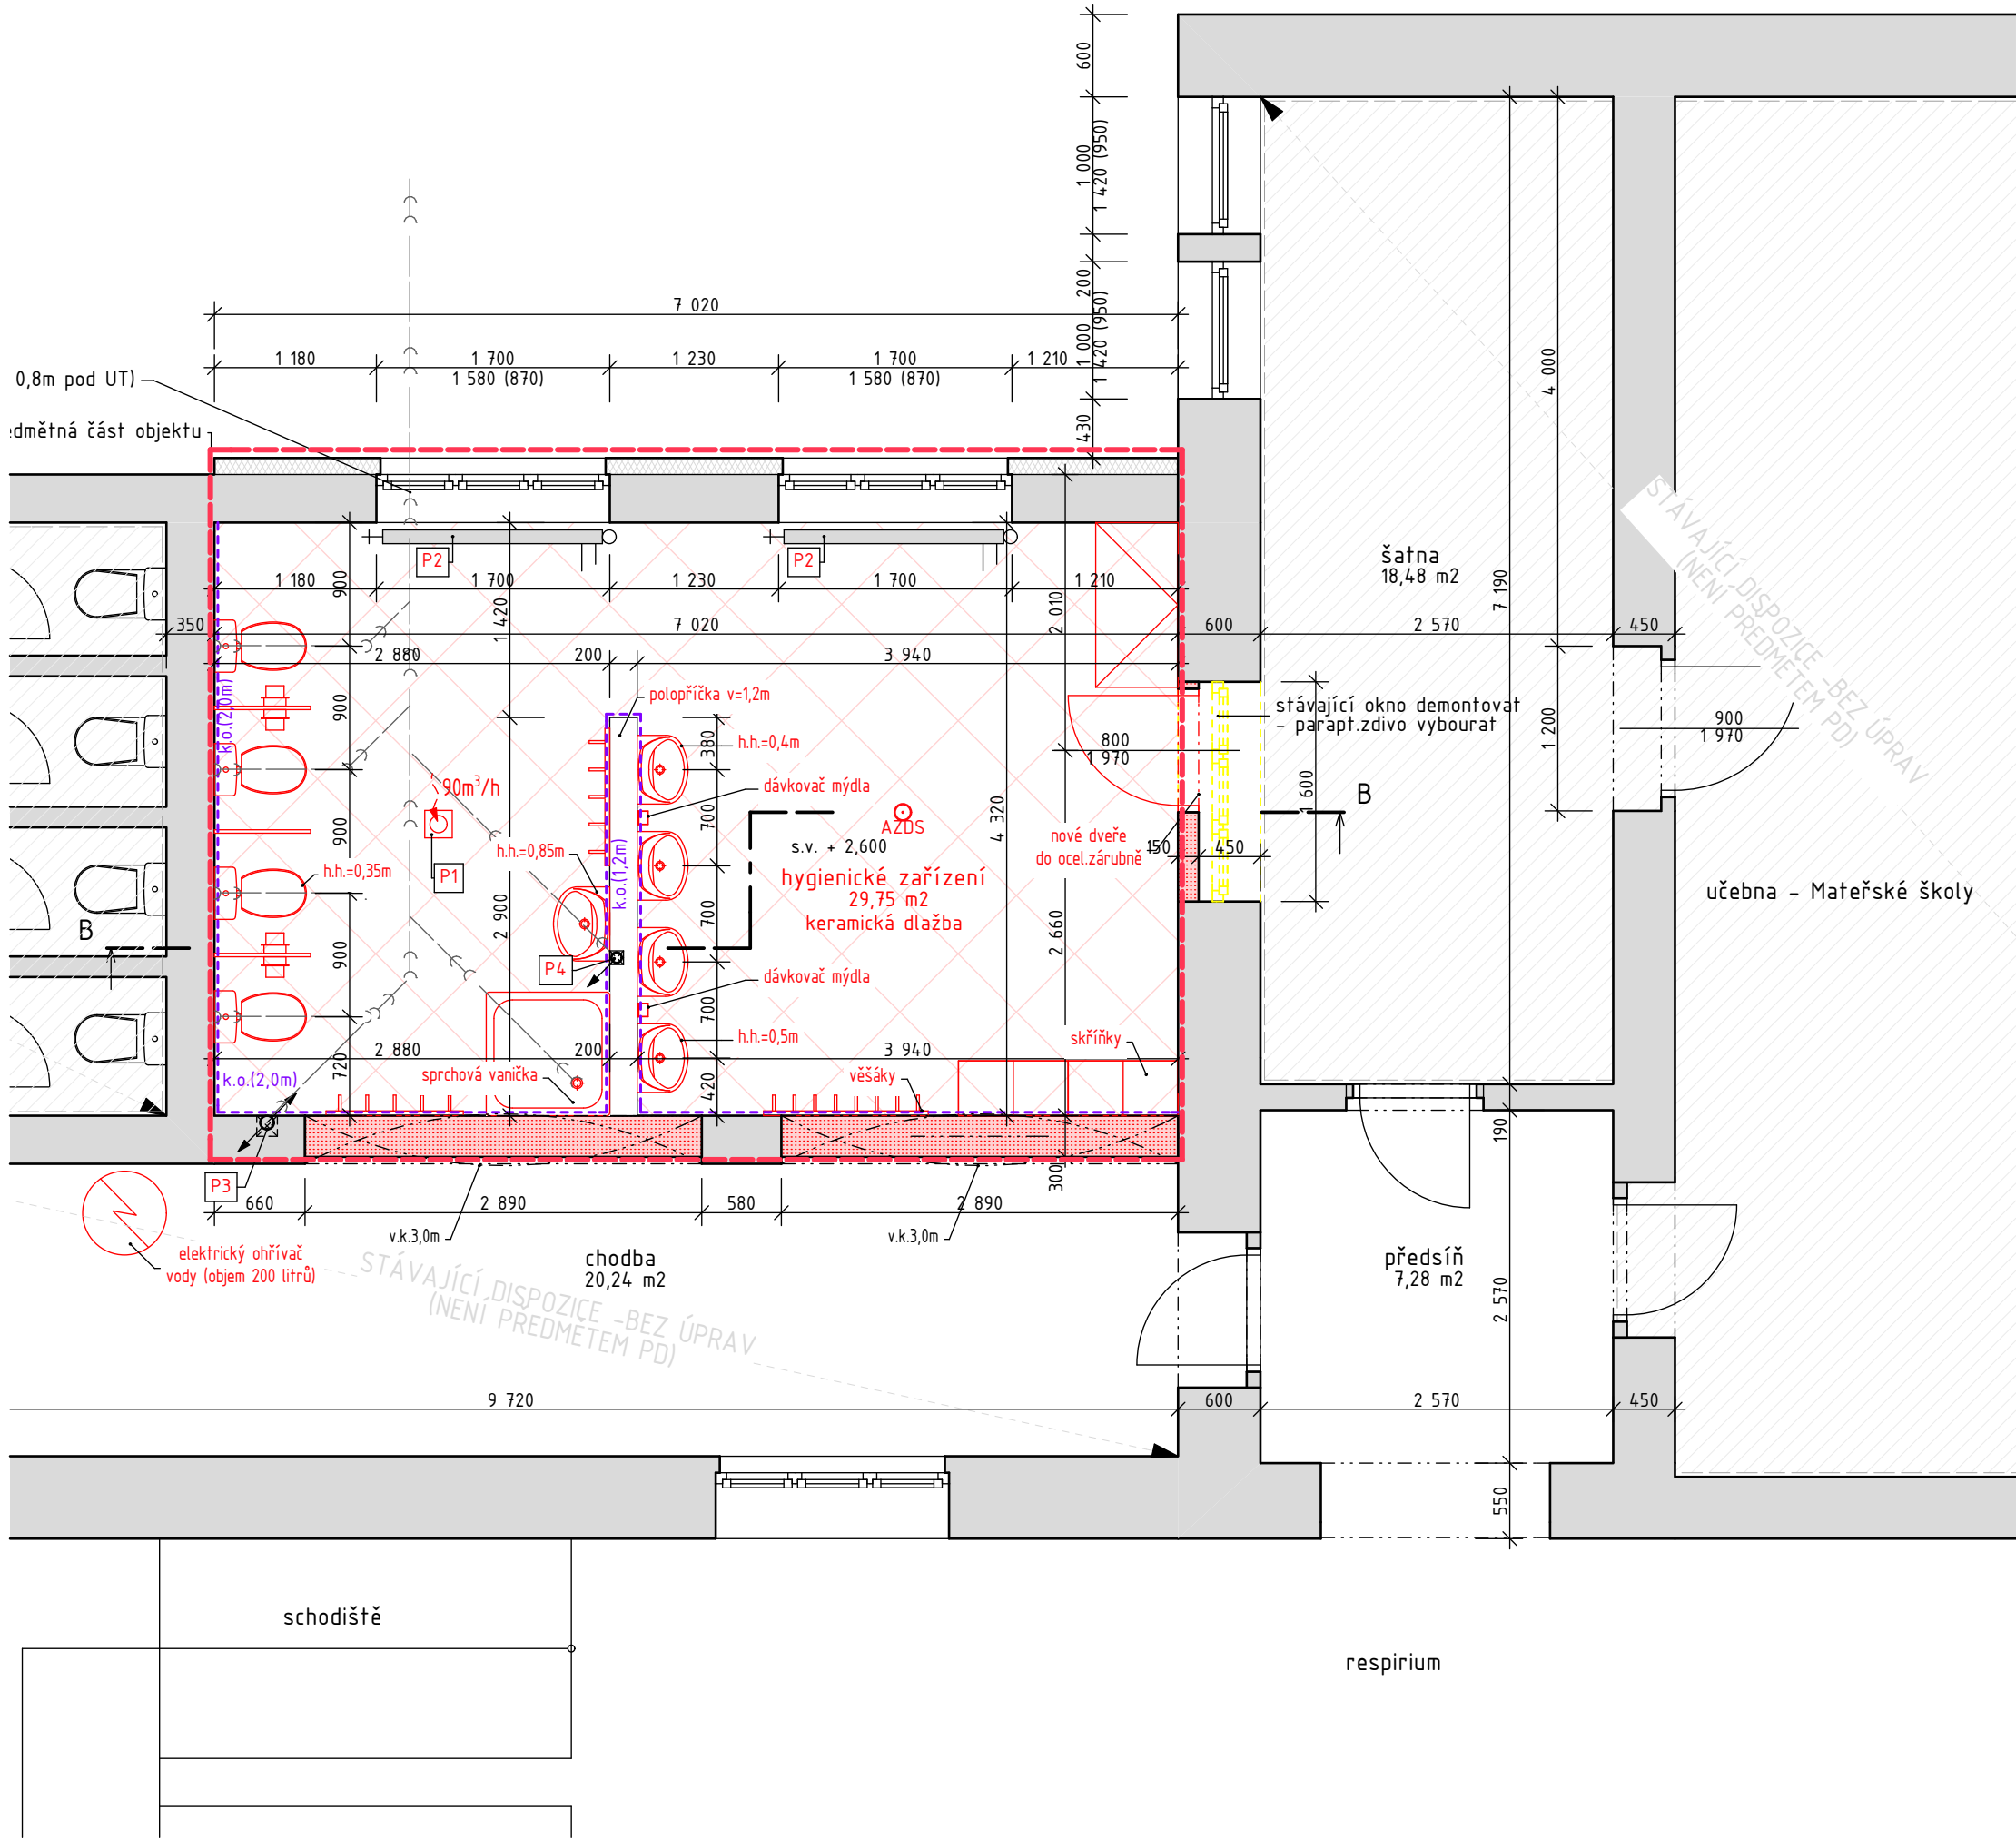 600
1 000
1 420 (950)
200
1 000
1 420 (950)
430
7 020
1 180
1 700
1 580 (870)
1 230
1 700
1 580 (870)
1 210
0,8m pod UT)
edmětná část objektu
4 000
7 190
šatna
18,48 m2
STÁVAJÍCÍ DISPOZICE -BEZ ÚPRAV
(NENÍ PŘEDMĚTEM PD)
P2
P2
1 180
1 700
1 230
1 700
1 210
900
1 420
2 010
350
7 020
600
2 570
450
2 880
200
3 940
k.o.(2,0m)
900
polopříčka v=1,2m
380
h.h.=0,4m
stávající okno demontovat
- parapt.zdivo vybourat
800
1 970
1 200
900
1 970
90m³/h
dávkovač mýdla
1 600
B
700
AZDS
4 320
900
h.h.=0,85m
s.v. + 2,600
nové dveře
do ocel.zárubně
150
450
h.h.=0,35m
P1
k.o.(1,2m)
hygienické zařízení
29,75 m2
keramická dlažba
učebna - Mateřské školy
B
900
2 900
700
2 660
P4
dávkovač mýdla
700
h.h.=0,5m
skříňky
2 880
200
3 940
720
k.o.(2,0m)
sprchová vanička
420
věšáky
190
300
P3
660
2 890
580
2 890
v.k.3,0m
v.k.3,0m
elektrický ohřívač
vody (objem 200 litrů)
chodba
20,24 m2
předsíň
7,28 m2
STÁVAJÍCÍ DISPOZICE -BEZ ÚPRAV
(NENÍ PŘEDMĚTEM PD)
2 570
9 720
600
2 570
450
550
schodiště
respirium